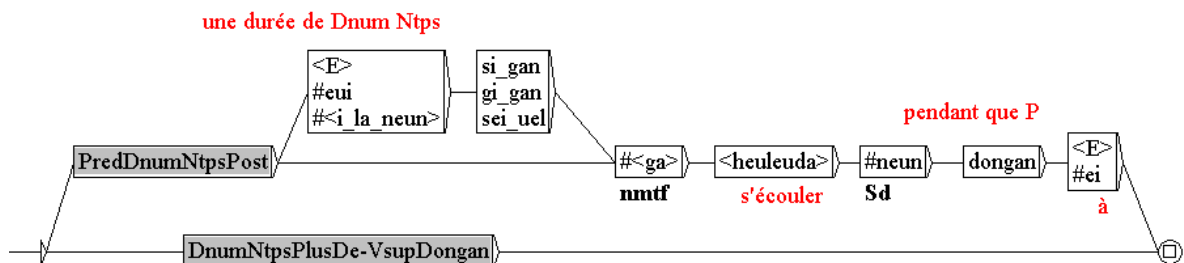 une durée de Dnum Ntps
<E>
#eui
#<i_la_neun>
si_gan
gi_gan
sei_uel
pendant que P
PredDnumNtpsPost
#<ga>
<heuleuda>
#neun
dongan
<E>
#ei
nmtf
s'écouler
Sd
à
DnumNtpsPlusDe-VsupDongan